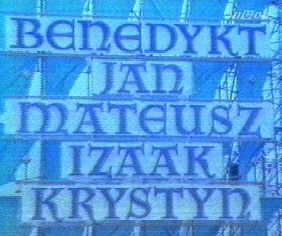 BENEDYKT
JAN
MATEUSZ
IZAAK
KRYSTYN